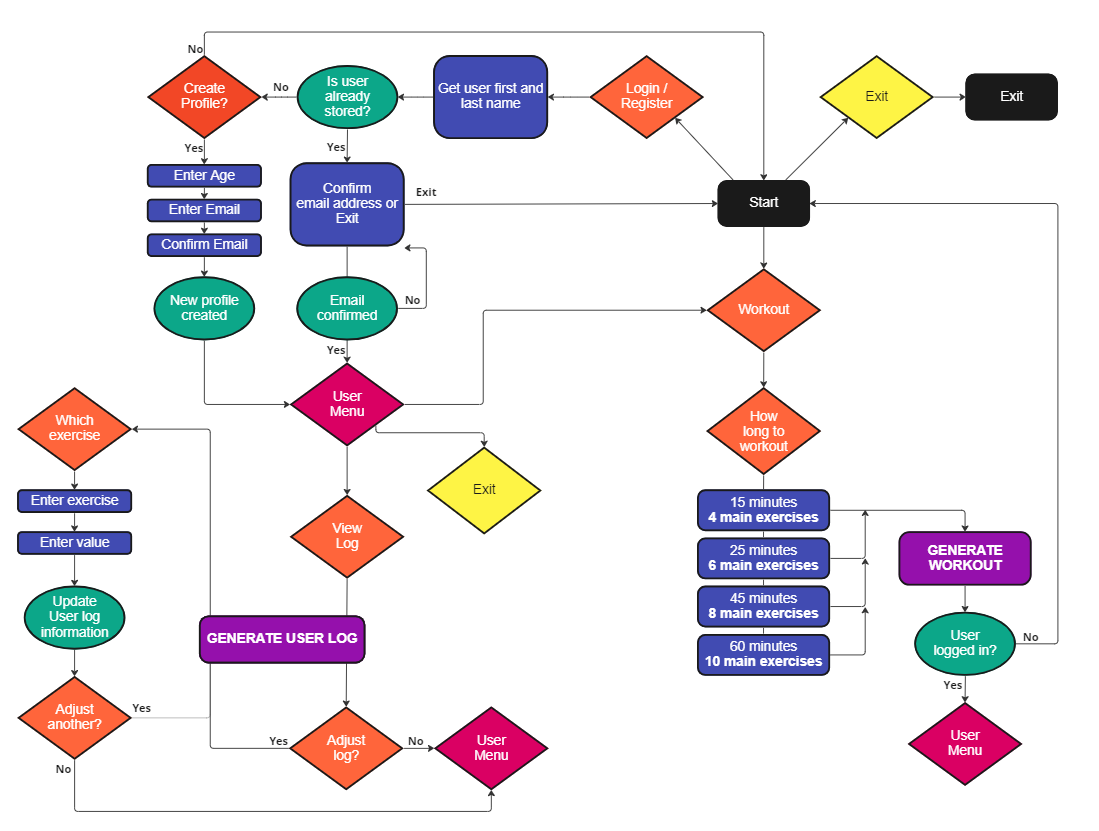 No
Create
Profile?
No
Is user
already
stored?
Get user first and
last name
Login /
Register
Exit
Exit
Yes
Yes
Enter Age
Enter Email
Confirm Email
Confirm
email address or
Exit
Exit
Start
New profile
created
Email
confirmed
No
Workout
Yes
User
Menu
Which
exercise
How
long to
workout
Exit
Enter exercise
Enter value
View
Log
15 minutes
4 main exercises
25 minutes
6 main exercises
45 minutes
8 main exercises
60 minutes
10 main exercises
GENERATE
WORKOUT
Update
User log
information
GENERATE USER LOG
User
logged in?
No
Yes
Adjust
another?
Yes
No
Yes
Adjust
log?
No
User
Menu
User
Menu